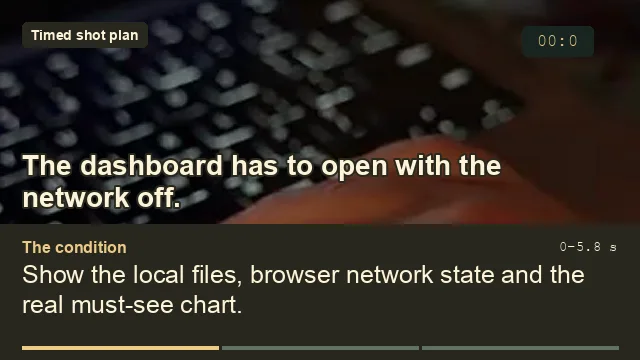 Timed shot plan
00:0
The dashboard has to open with the
network off.
The condition
0–5.8 s
Show the local files, browser network state and the
real must-see chart.